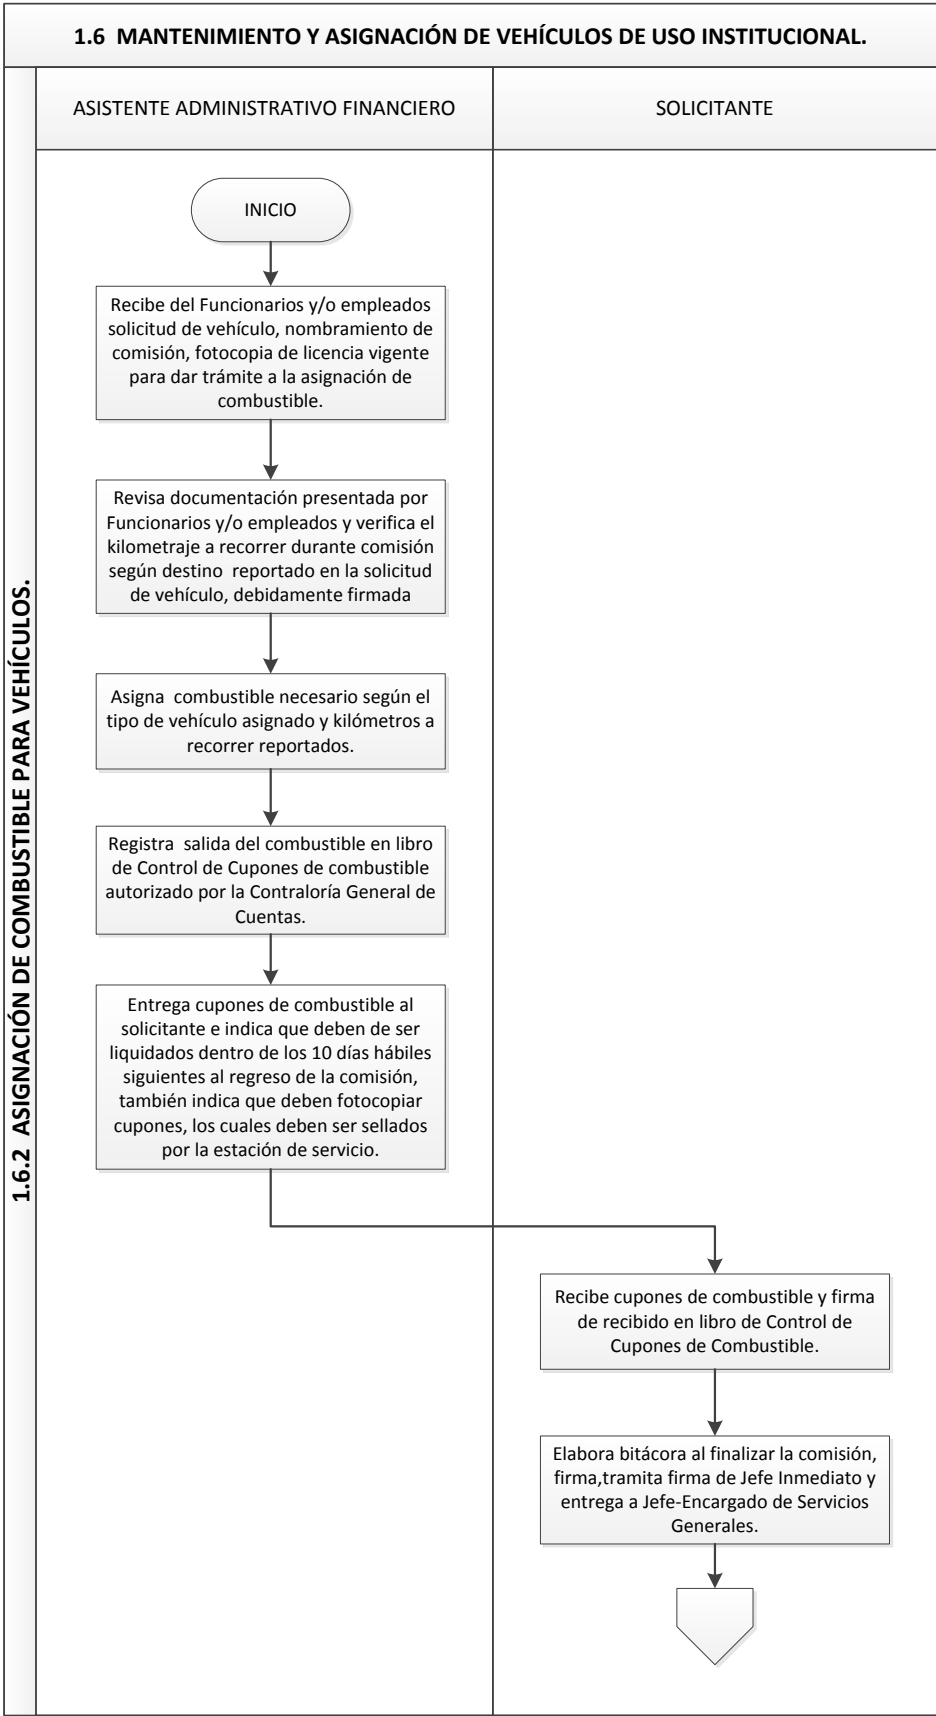 1.6 MANTENIMIENTO Y ASIGNACIÓN DE VEHÍCULOS DE USO INSTITUCIONAL.
1.6.2 ASIGNACIÓN DE COMBUSTIBLE PARA VEHÍCULOS.
ASISTENTE ADMINISTRATIVO FINANCIERO
SOLICITANTE
INICIO
Recibe del Funcionarios y/o empleados
solicitud de vehículo, nombramiento de
comisión, fotocopia de licencia vigente
para dar trámite a la asignación de
combustible.
Revisa documentación presentada por
Funcionarios y/o empleados y verifica el
kilometraje a recorrer durante comisión
según destino reportado en la solicitud
de vehículo, debidamente firmada
Asigna combustible necesario según el
tipo de vehículo asignado y kilómetros a
recorrer reportados.
Registra salida del combustible en libro
de Control de Cupones de combustible
autorizado por la Contraloría General de
Cuentas.
Entrega cupones de combustible al
solicitante e indica que deben de ser
liquidados dentro de los 10 días hábiles
siguientes al regreso de la comisión,
también indica que deben fotocopiar
cupones, los cuales deben ser sellados
por la estación de servicio.
Recibe cupones de combustible y firma
de recibido en libro de Control de
Cupones de Combustible.
Elabora bitácora al finalizar la comisión,
firma,tramita firma de Jefe Inmediato y
entrega a Jefe-Encargado de Servicios
Generales.